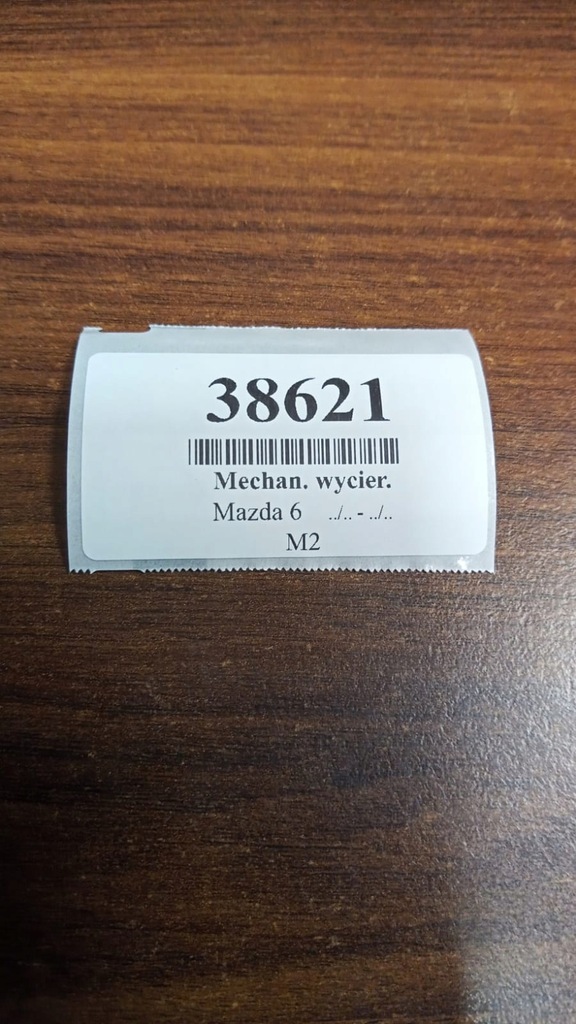 38621
Mechan. wycier.
Mazda 6 ../.. - ../..
M2